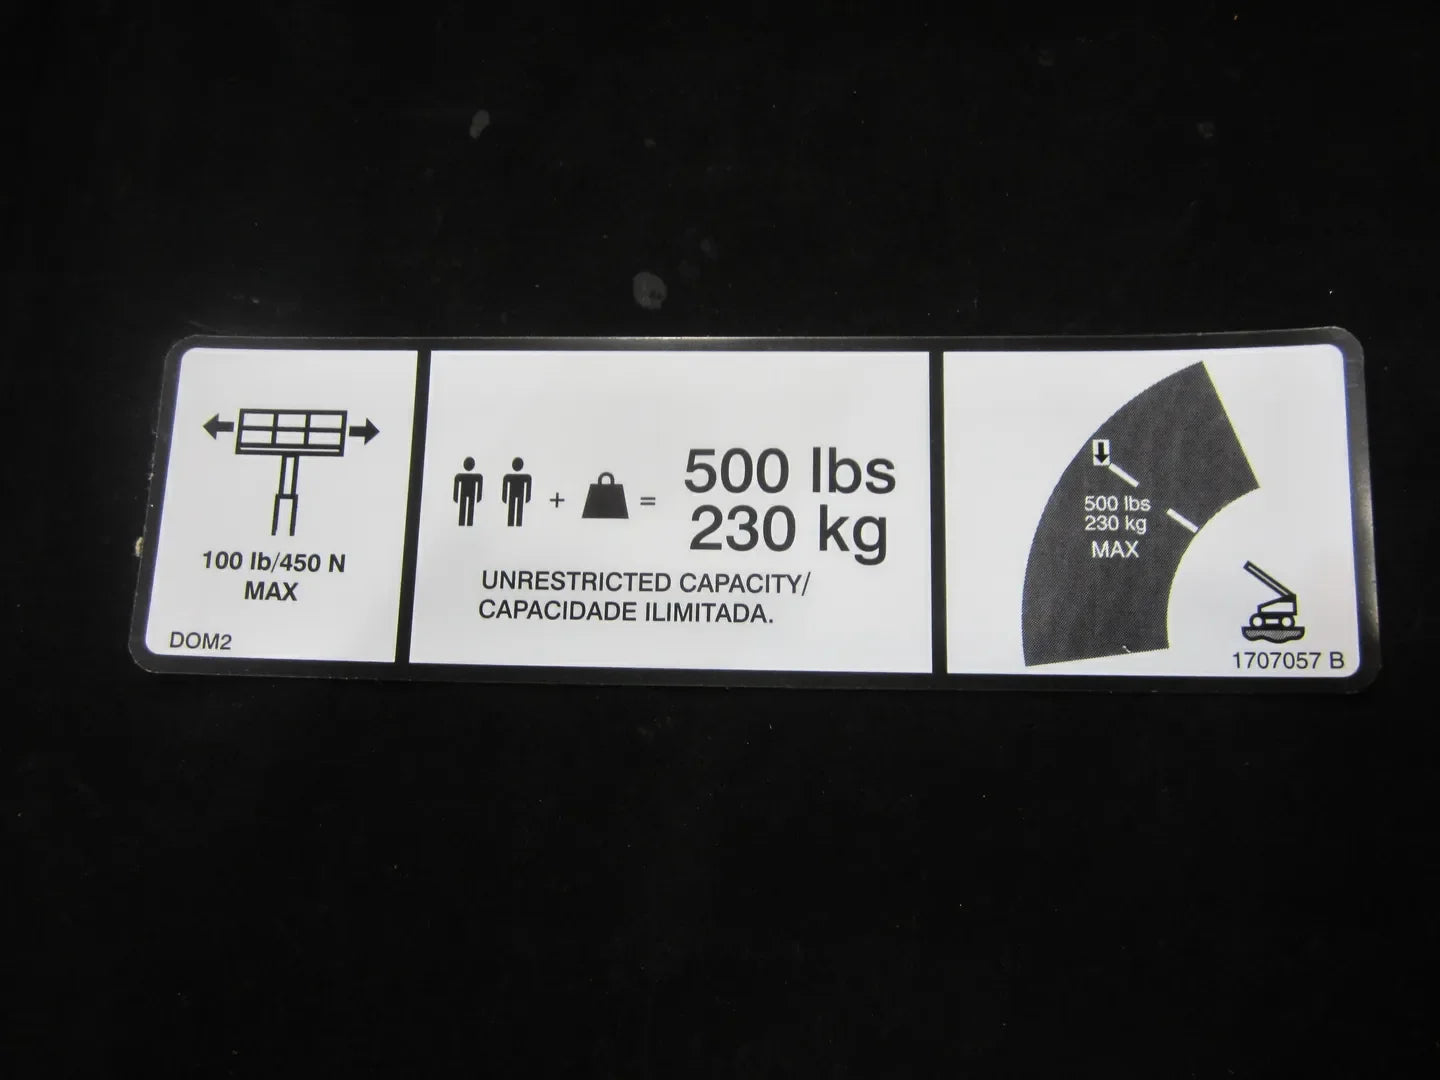 100 lb/450 N
MAX
DOM2
+ =
500 lbs
230 kg
UNRESTRICTED CAPACITY/
CAPACIDADE ILIMITADA.
500 lbs
230 kg
MAX
1707057 B